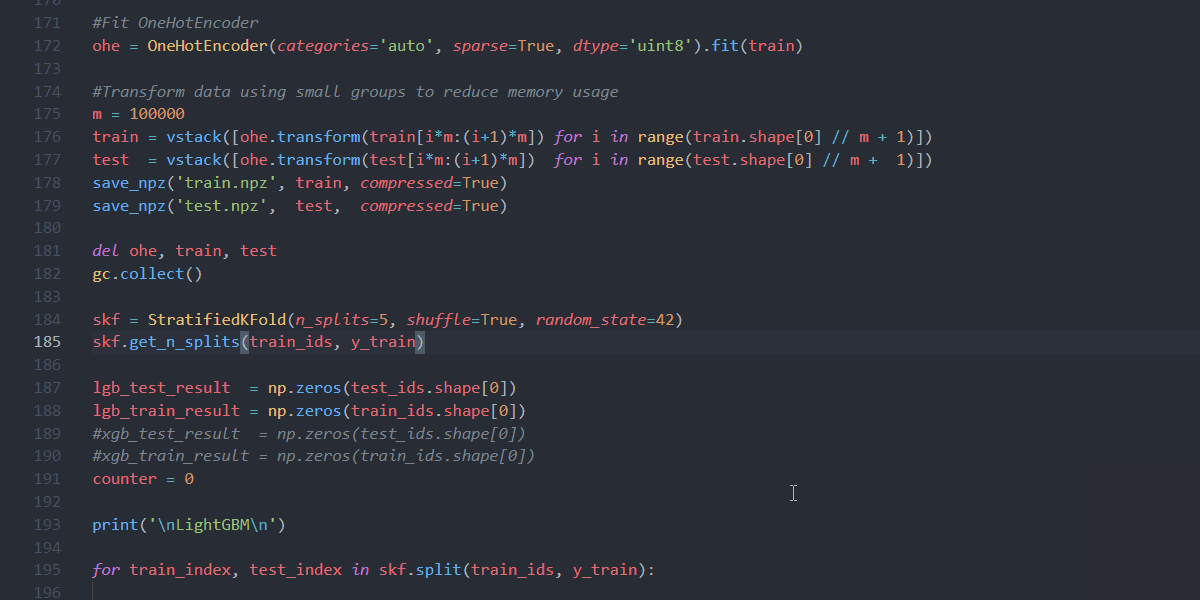 170
171 #Fit OneHotEncoder
172 ohe = OneHotEncoder(categories='auto', sparse=True, dtype='uint8').fit(train)
173
174 #Transform data using small groups to reduce memory usage
175 m = 100000
176 train = vstack([ohe.transform(train[i*m:(i+1)*m]) for i in range(train.shape[0] // m + 1)])
177 test  = vstack([ohe.transform(test[i*m:(i+1)*m])  for i in range(test.shape[0] // m +  1)])
178 save_npz('train.npz', train, compressed=True)
179 save_npz('test.npz',  test,  compressed=True)
180
181 del ohe, train, test
182 gc.collect()
183
184 skf = StratifiedKFold(n_splits=5, shuffle=True, random_state=42)
185 skf.get_n_splits(train_ids, y_train)
186
187 lgb_test_result  = np.zeros(test_ids.shape[0])
188 lgb_train_result = np.zeros(train_ids.shape[0])
189 #xgb_test_result  = np.zeros(test_ids.shape[0])
190 #xgb_train_result = np.zeros(train_ids.shape[0])
191 counter = 0
192
193 print('\nLightGBM\n')
194
195 for train_index, test_index in skf.split(train_ids, y_train):
196